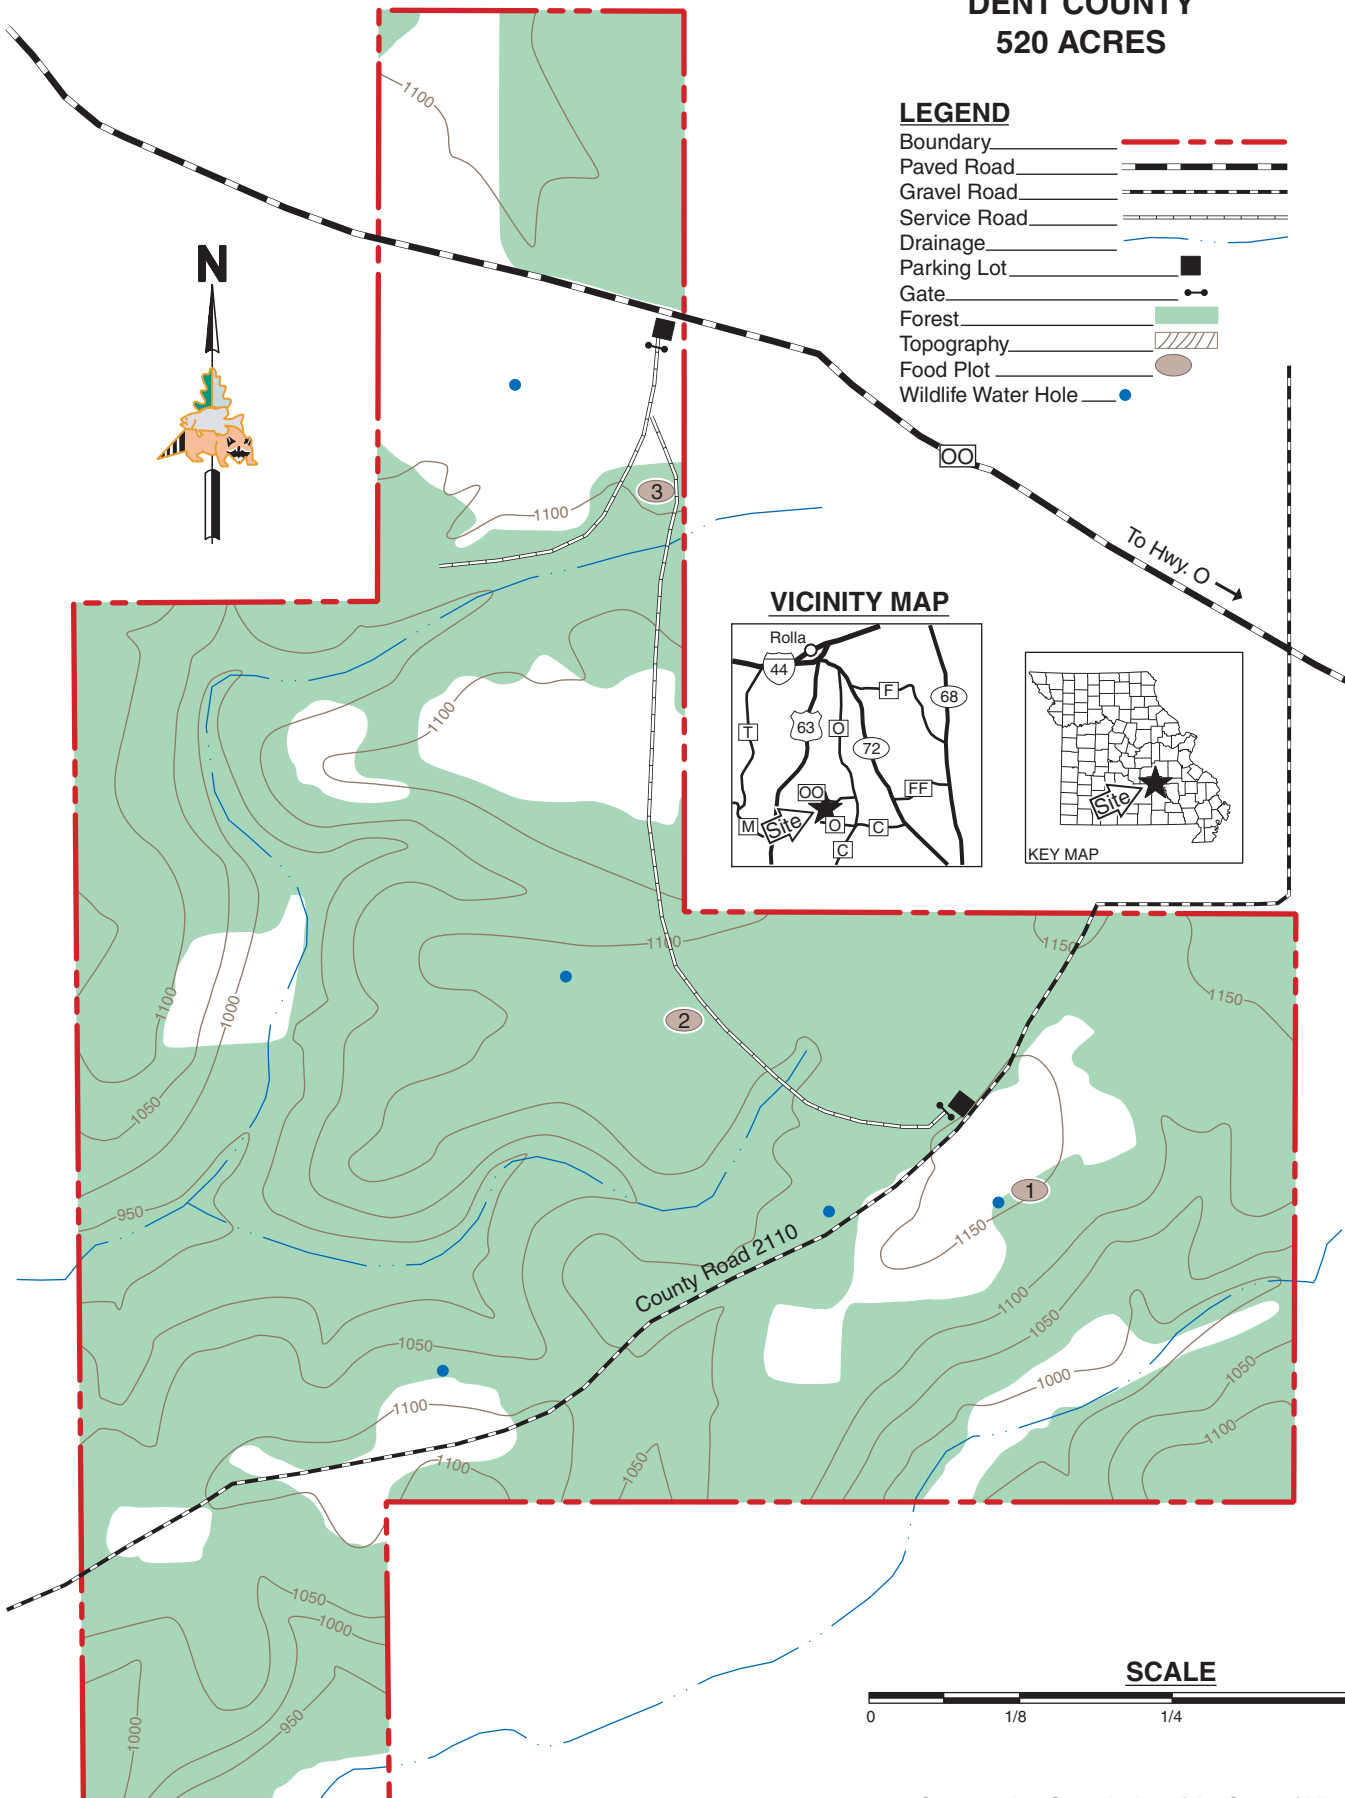 DENT COUNTY
520 ACRES
LEGEND
Boundary
Paved Road
Gravel Road
Service Road
Drainage
Parking Lot
Gate
Forest
Topography
Food Plot
Wildlife Water Hole
N
1100
OO
3
1100
To Hwy. O
VICINITY MAP
Rolla
44
F
68
63
T
O
72
OO
FF
M
Site
O
C
C
Site
KEY MAP
1100
1100
1150
1150
1100
1000
2
1050
1
950
1150
County Road 2110
1100
1050
1050
1000
1050
1100
1100
1100
1050
1050
1000
950
1000
SCALE
0
1/8
1/4